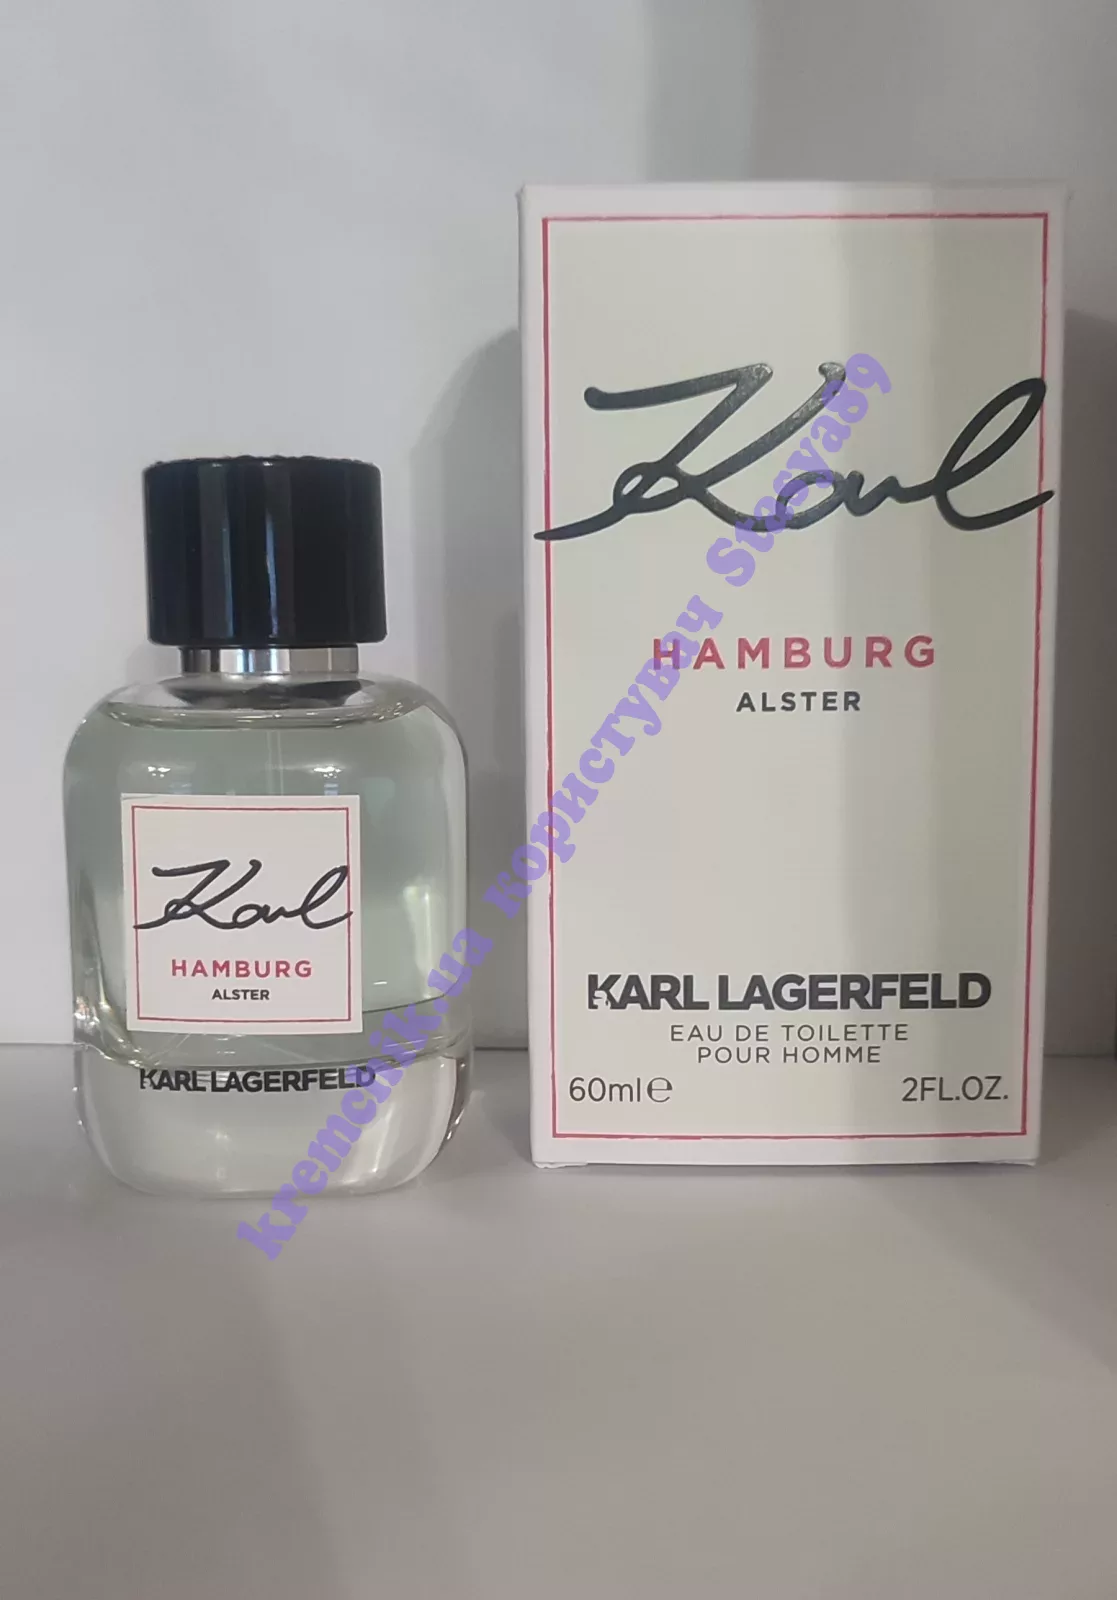 Karl
HAMBURG
ALSTER
KARL LAGERFELD
EAU DE TOILETTE
POUR HOMME
60ml℮ 2FL.OZ.
Karl
HAMBURG
ALSTER
KARL LAGERFELD
kremchik.ua користувач Stasya89